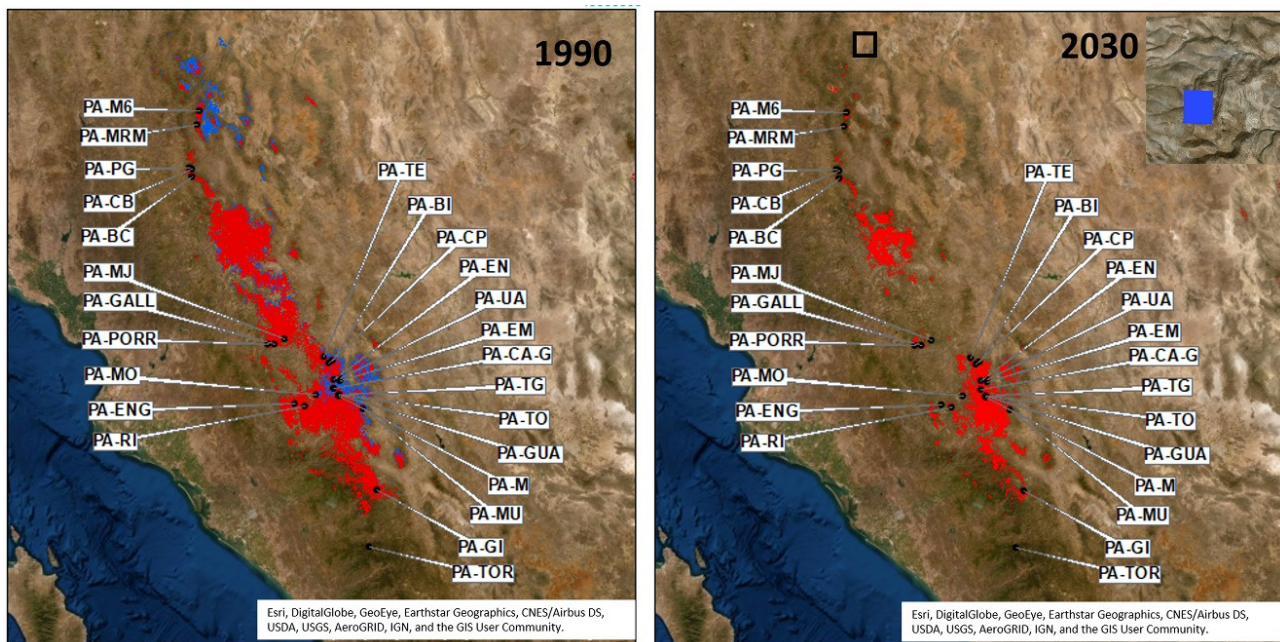 1990
PA-M6
PA-MRM
PA-PG
PA-CB
PA-BC
PA-MJ
PA-GALL
PA-PORR
PA-MO
PA-ENG
PA-RI
PA-TE
PA-BI
PA-CP
PA-EN
PA-UA
PA-EM
PA-CA-G
PA-TG
PA-TO
PA-GUA
PA-M
PA-MU
PA-GI
PA-TOR
Esri, DigitalGlobe, GeoEye, Earthstar Geographics, CNES/Airbus DS,
USDA, USGS, AeroGRID, IGN, and the GIS User Community.
2030
PA-M6
PA-MRM
PA-PG
PA-CB
PA-BC
PA-MJ
PA-GALL
PA-PORR
PA-MO
PA-ENG
PA-RI
PA-TE
PA-BI
PA-CP
PA-EN
PA-UA
PA-EM
PA-CA-G
PA-TG
PA-TO
PA-GUA
PA-M
PA-MU
PA-GI
PA-TOR
Esri, DigitalGlobe, GeoEye, Earthstar Geographics, CNES/Airbus DS,
USDA, USGS, AeroGRID, IGN, and the GIS User Community.